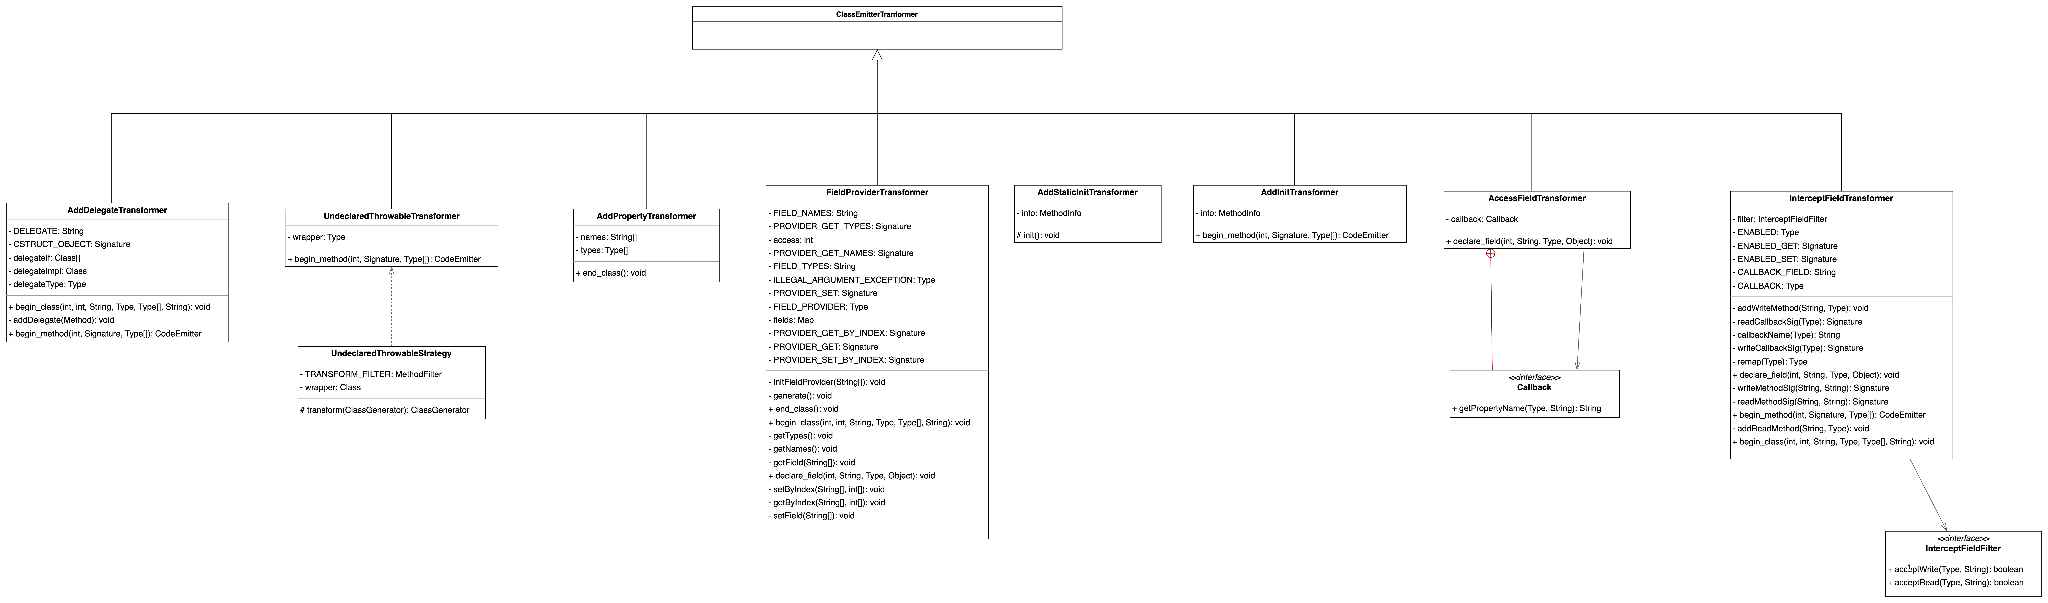 ClassEmitterTranformer
AddDelegateTransformer
- DELEGATE: String
- CSTRUCT_OBJECT: Signature
- delegateIf: Class[]
- delegateImpl: Class
- delegateType: Type
+ begin_class(int, int, String, Type, Type[], String): void
- addDelegate(Method): void
+ begin_method(int, Signature, Type[]): CodeEmitter
UndeclaredThrowableTransformer
- wrapper: Type
+ begin_method(int, Signature, Type[]): CodeEmitter
UndeclaredThrowableStrategy
- TRANSFORM_FILTER: MethodFilter
- wrapper: Class
# transform(ClassGenerator): ClassGenerator
AddPropertyTransformer
- names: String[]
- types: Type[]
+ end_class(): void
FieldProviderTransformer
- FIELD_NAMES: String
- PROVIDER_GET_TYPES: Signature
- access: int
- PROVIDER_GET_NAMES: Signature
- FIELD_TYPES: String
- ILLEGAL_ARGUMENT_EXCEPTION: Type
- PROVIDER_SET: Signature
- FIELD_PROVIDER: Type
- fields: Map
- PROVIDER_GET_BY_INDEX: Signature
- PROVIDER_GET: Signature
- PROVIDER_SET_BY_INDEX: Signature
- initFieldProvider(String[]): void
- generate(): void
+ end_class(): void
+ begin_class(int, int, String, Type, Type[], String): void
- getTypes(): void
- getNames(): void
- getField(String[]): void
+ declare_field(int, String, Type, Object): void
- setByIndex(String[], int[]): void
- getByIndex(String[], int[]): void
- setField(String[]): void
AddStaticInitTransformer
- info: MethodInfo
# init(): void
AddInitTransformer
- info: MethodInfo
+ begin_method(int, Signature, Type[]): CodeEmitter
AccessFieldTransformer
- callback: Callback
+ declare_field(int, String, Type, Object): void
<<interface>>
Callback
+ getPropertyName(Type, String): String
InterceptFieldTransformer
- filter: InterceptFieldFilter
- ENABLED: Type
- ENABLED_GET: Signature
- ENABLED_SET: Signature
- CALLBACK_FIELD: String
- CALLBACK: Type
- addWriteMethod(String, Type): void
- readCallbackSig(Type): Signature
- callbackName(Type): String
- writeCallbackSig(Type): Signature
- remap(Type): Type
+ declare_field(int, String, Type, Object): void
- writeMethodSig(String, String): Signature
- readMethodSig(String, String): Signature
+ begin_method(int, Signature, Type[]): CodeEmitter
- addReadMethod(String, Type): void
+ begin_class(int, int, String, Type, Type[], String): void
<<interface>>
InterceptFieldFilter
+ acceptWrite(Type, String): boolean
+ acceptRead(Type, String): boolean